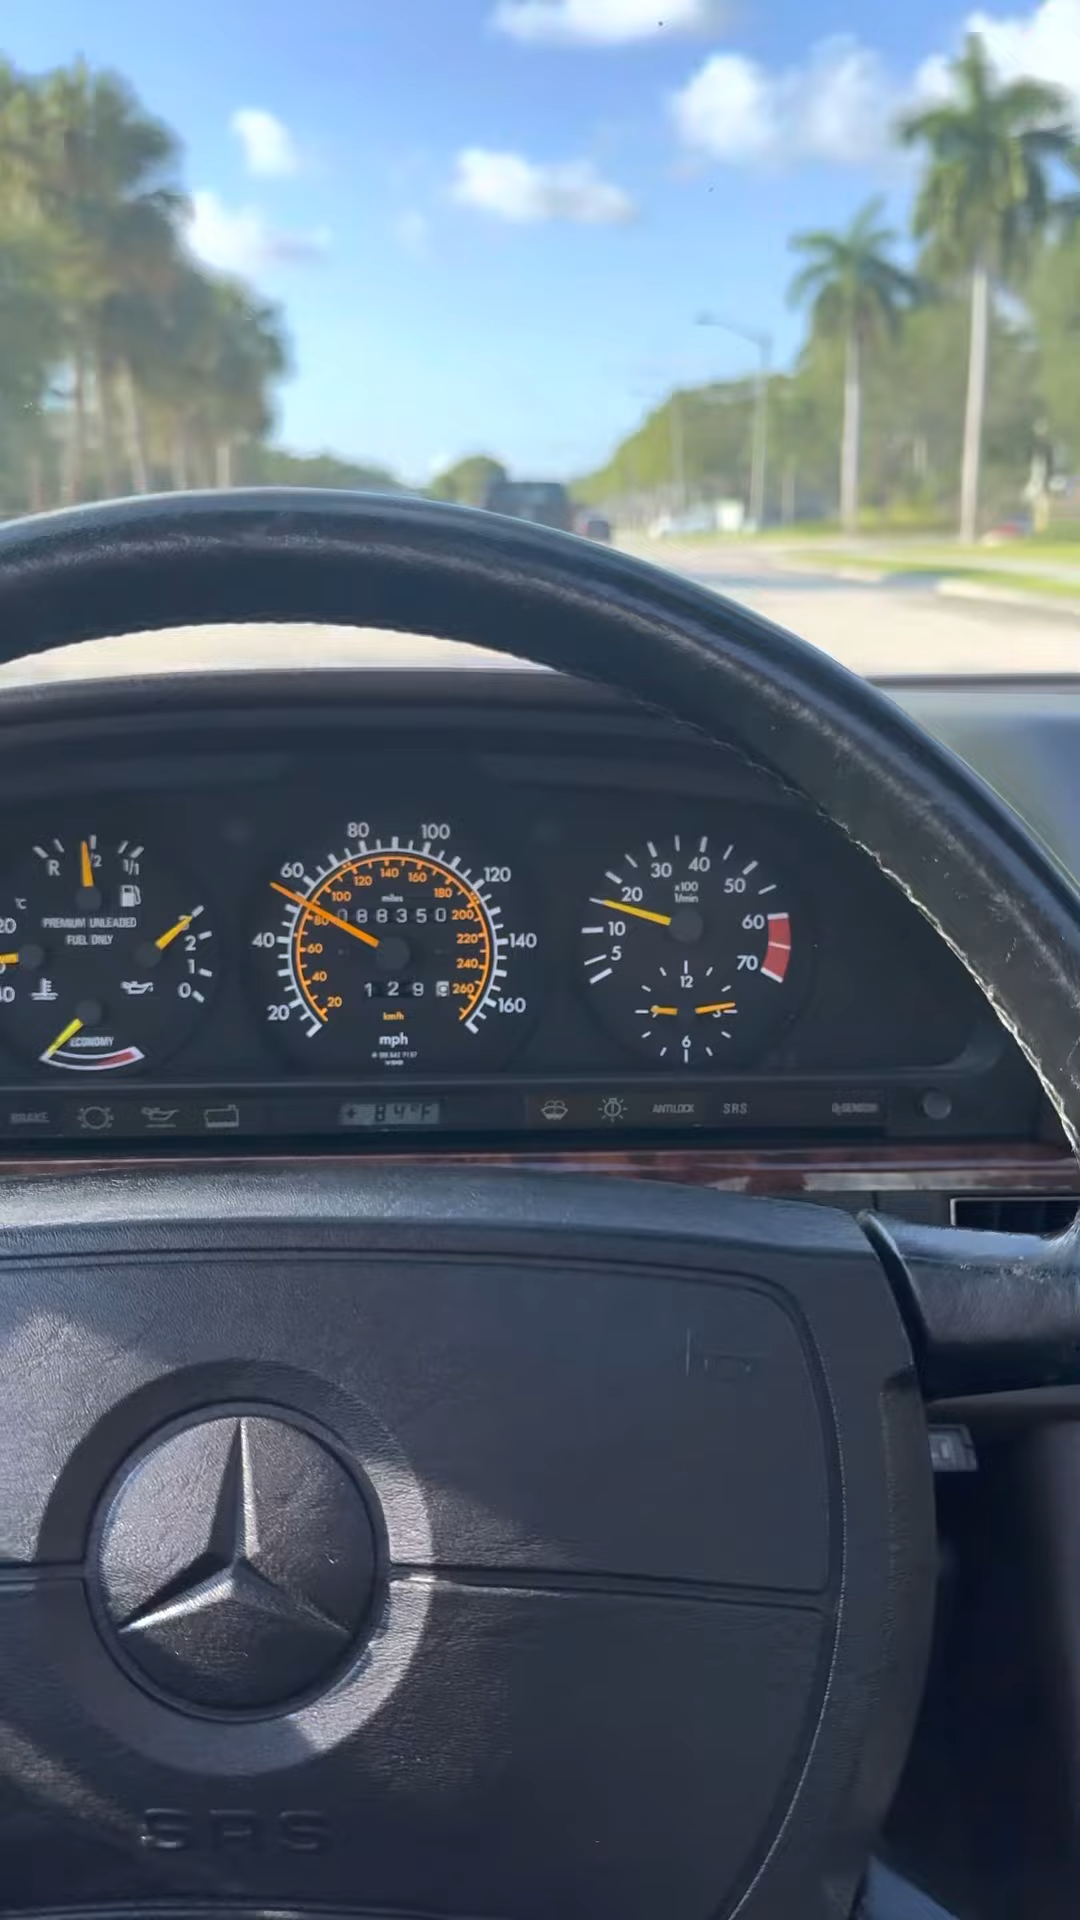 R 1/2 1/1
°C
PREMIUM UNLEADED
FUEL ONLY
3
2
1
0
ECONOMY
20 40 60 80 100 120 140 160
20 40 60 80 100 120 140 160 180 200 220 240 260
miles
088350
129
km/h
mph
5 10 20 30 40 50 60 70
x100
1/min
12
3
6
9
BRAKE
+ 84°F
ANTILOCK
SRS
O₂SENSOR
SRS